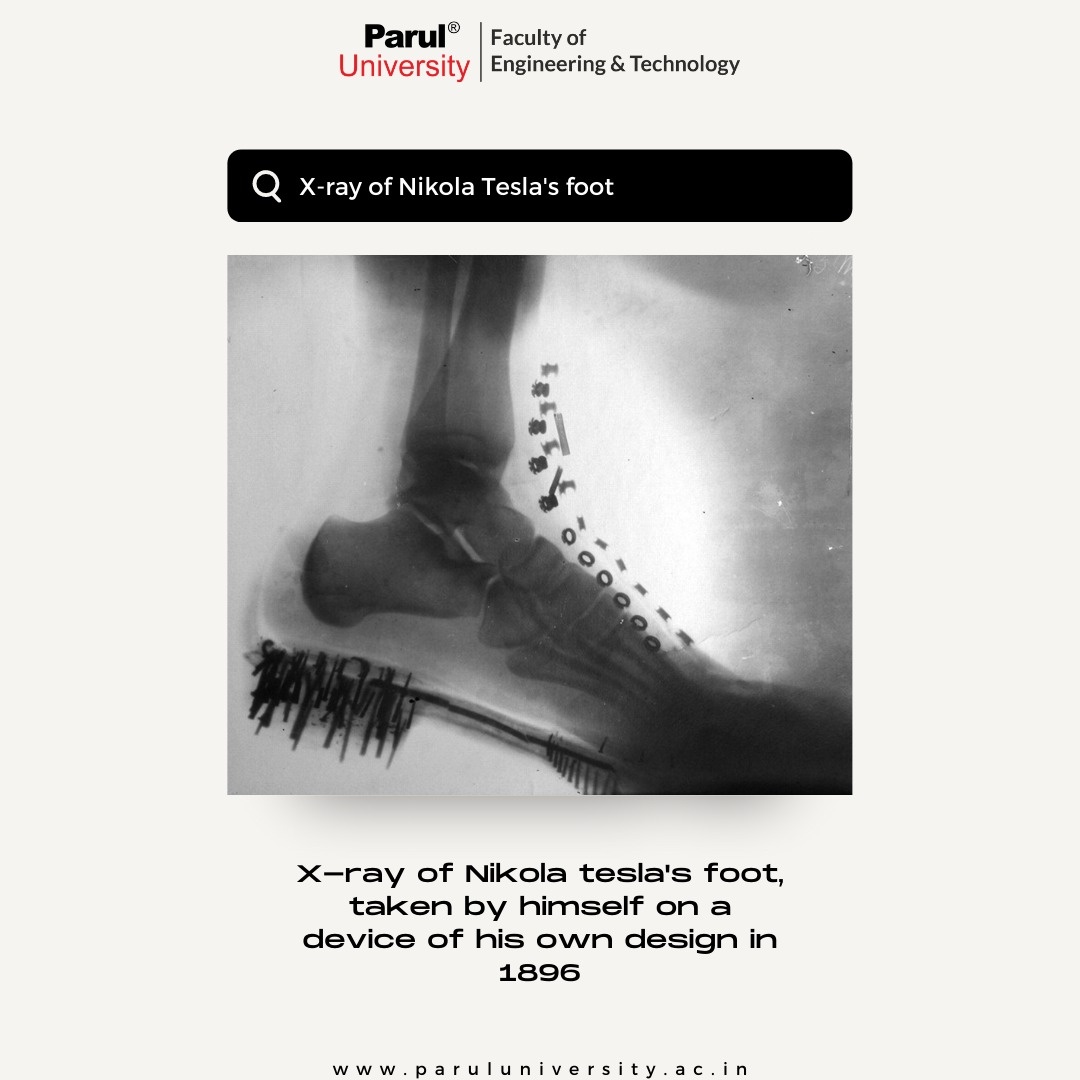 Parul®
University
Faculty of
Engineering & Technology
X-ray of Nikola Tesla's foot
X-ray of Nikola tesla's foot,
taken by himself on a
device of his own design in
1896
www.paruluniversity.ac.in